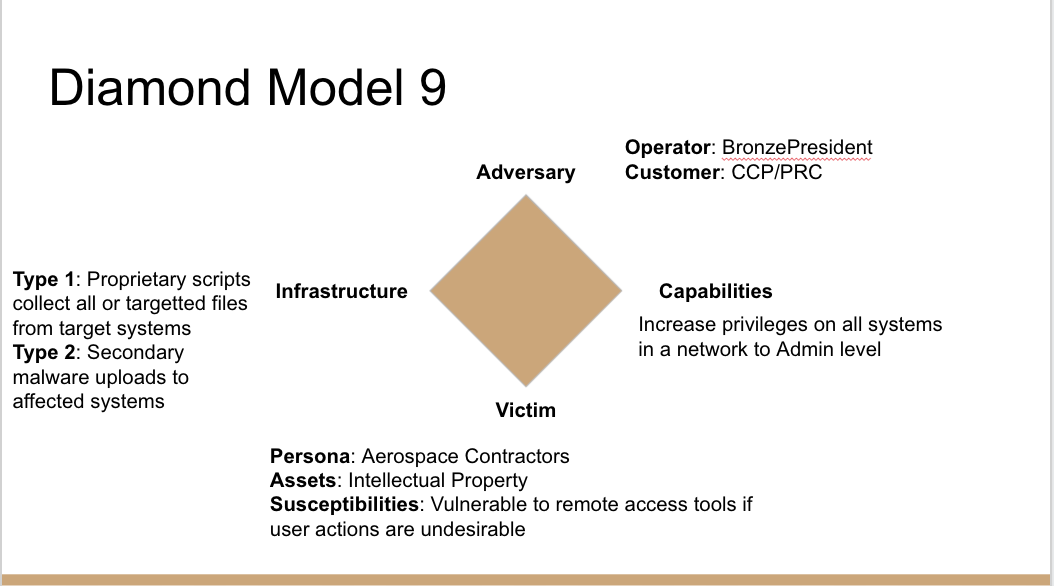 Diamond Model 9
Operator: BronzePresident
Customer: CCP/PRC
Adversary
Type 1: Proprietary scripts
collect all or targetted files
from target systems
Type 2: Secondary
malware uploads to
affected systems
Infrastructure
Capabilities
Increase privileges on all systems
in a network to Admin level
Victim
Persona: Aerospace Contractors
Assets: Intellectual Property
Susceptibilities: Vulnerable to remote access tools if
user actions are undesirable